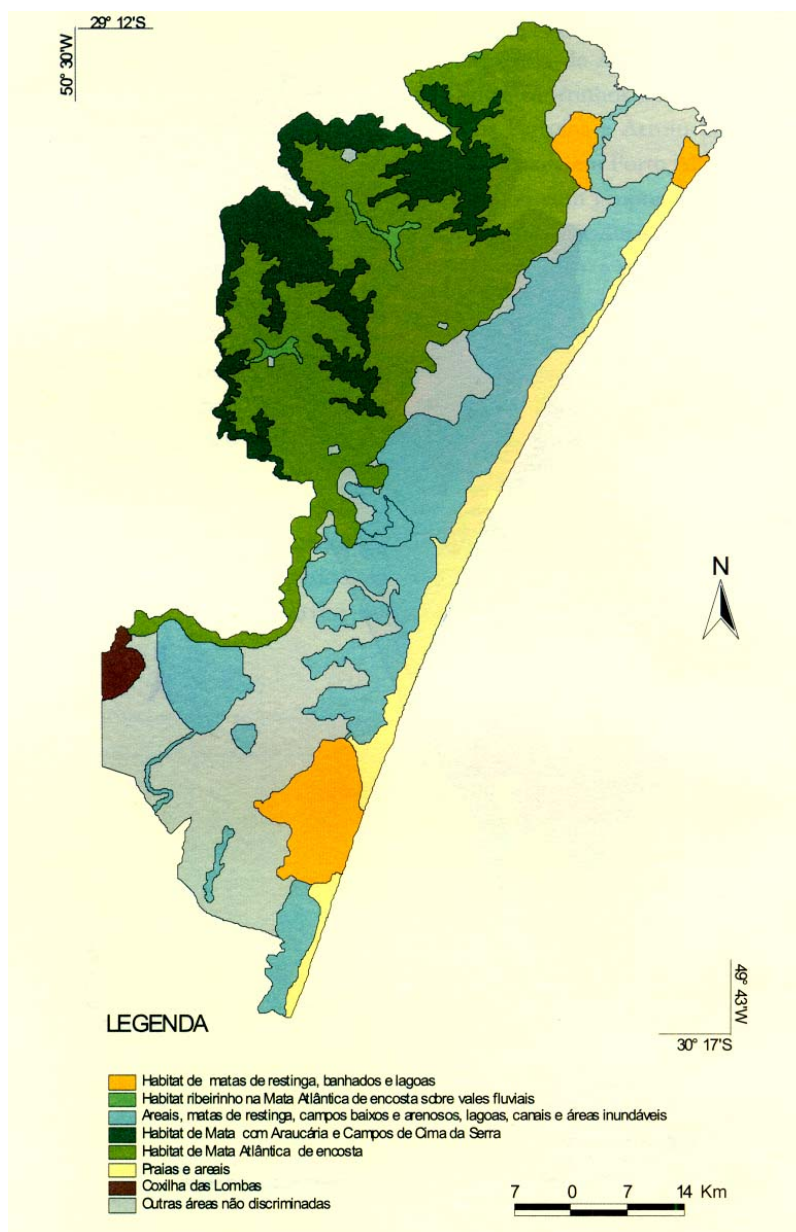 29° 12'S
50° 30'W
N
49° 43'W
30° 17'S
LEGENDA
Habitat de matas de restinga, banhados e lagoas
Habitat ribeirinho na Mata Atlântica de encosta sobre vales fluviais
Areais, matas de restinga, campos baixos e arenosos, lagoas, canais e áreas inundáveis
Habitat de Mata com Araucária e Campos de Cima da Serra
Habitat de Mata Atlântica de encosta
Praias e areais
Coxilha das Lombas
Outras áreas não discriminadas
7 0 7 14 Km